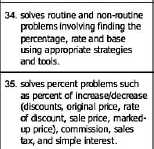 34. solves routine and non-routine
problems involving finding the
percentage, rate and base
using appropriate strategies
and tools.
35. solves percent problems such
as percent of increase/decrease
(discounts, original price, rate
of discount, sale price, marked-
up price), commission, sales
tax, and simple interest.